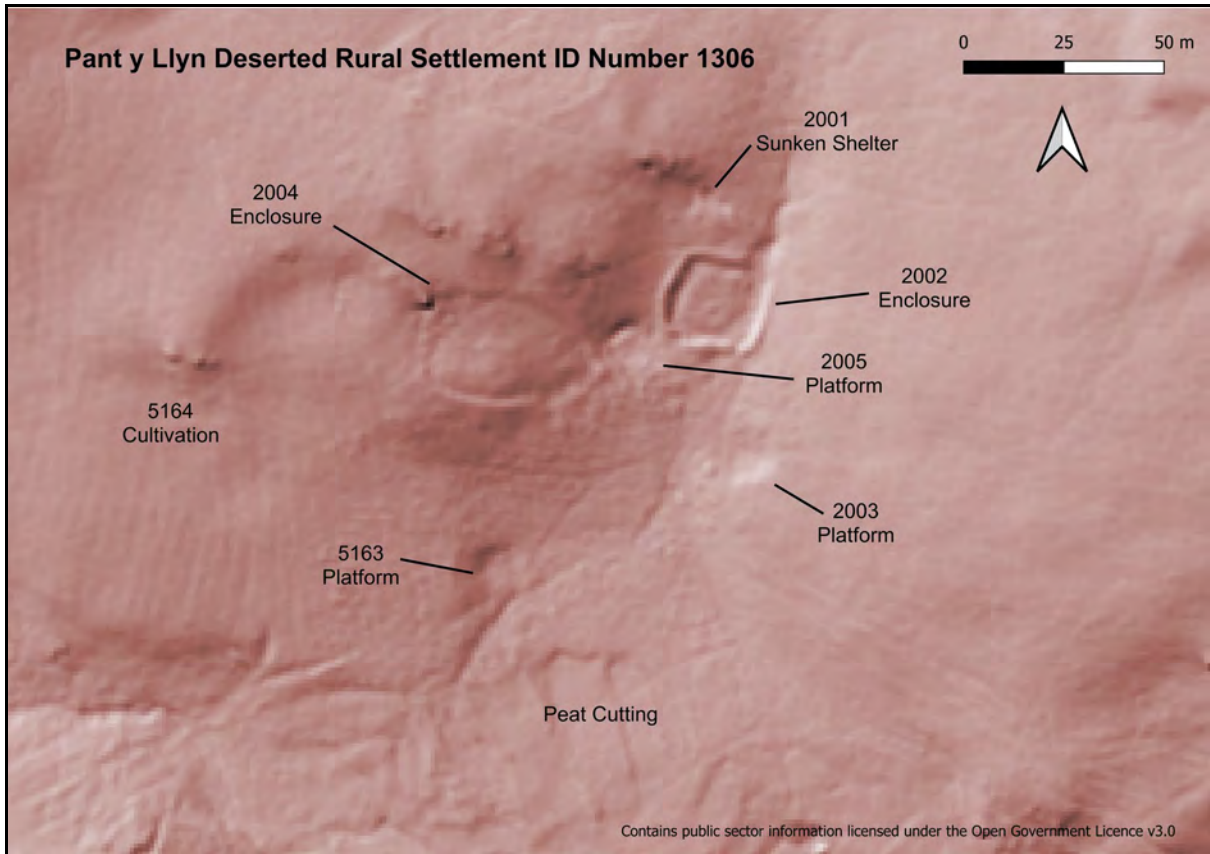 Pant y Llyn Deserted Rural Settlement ID Number 1306
0 25 50 m
2001
Sunken Shelter
2004
Enclosure
2002
Enclosure
2005
Platform
5164
Cultivation
2003
Platform
5163
Platform
Peat Cutting
Contains public sector information licensed under the Open Government Licence v3.0